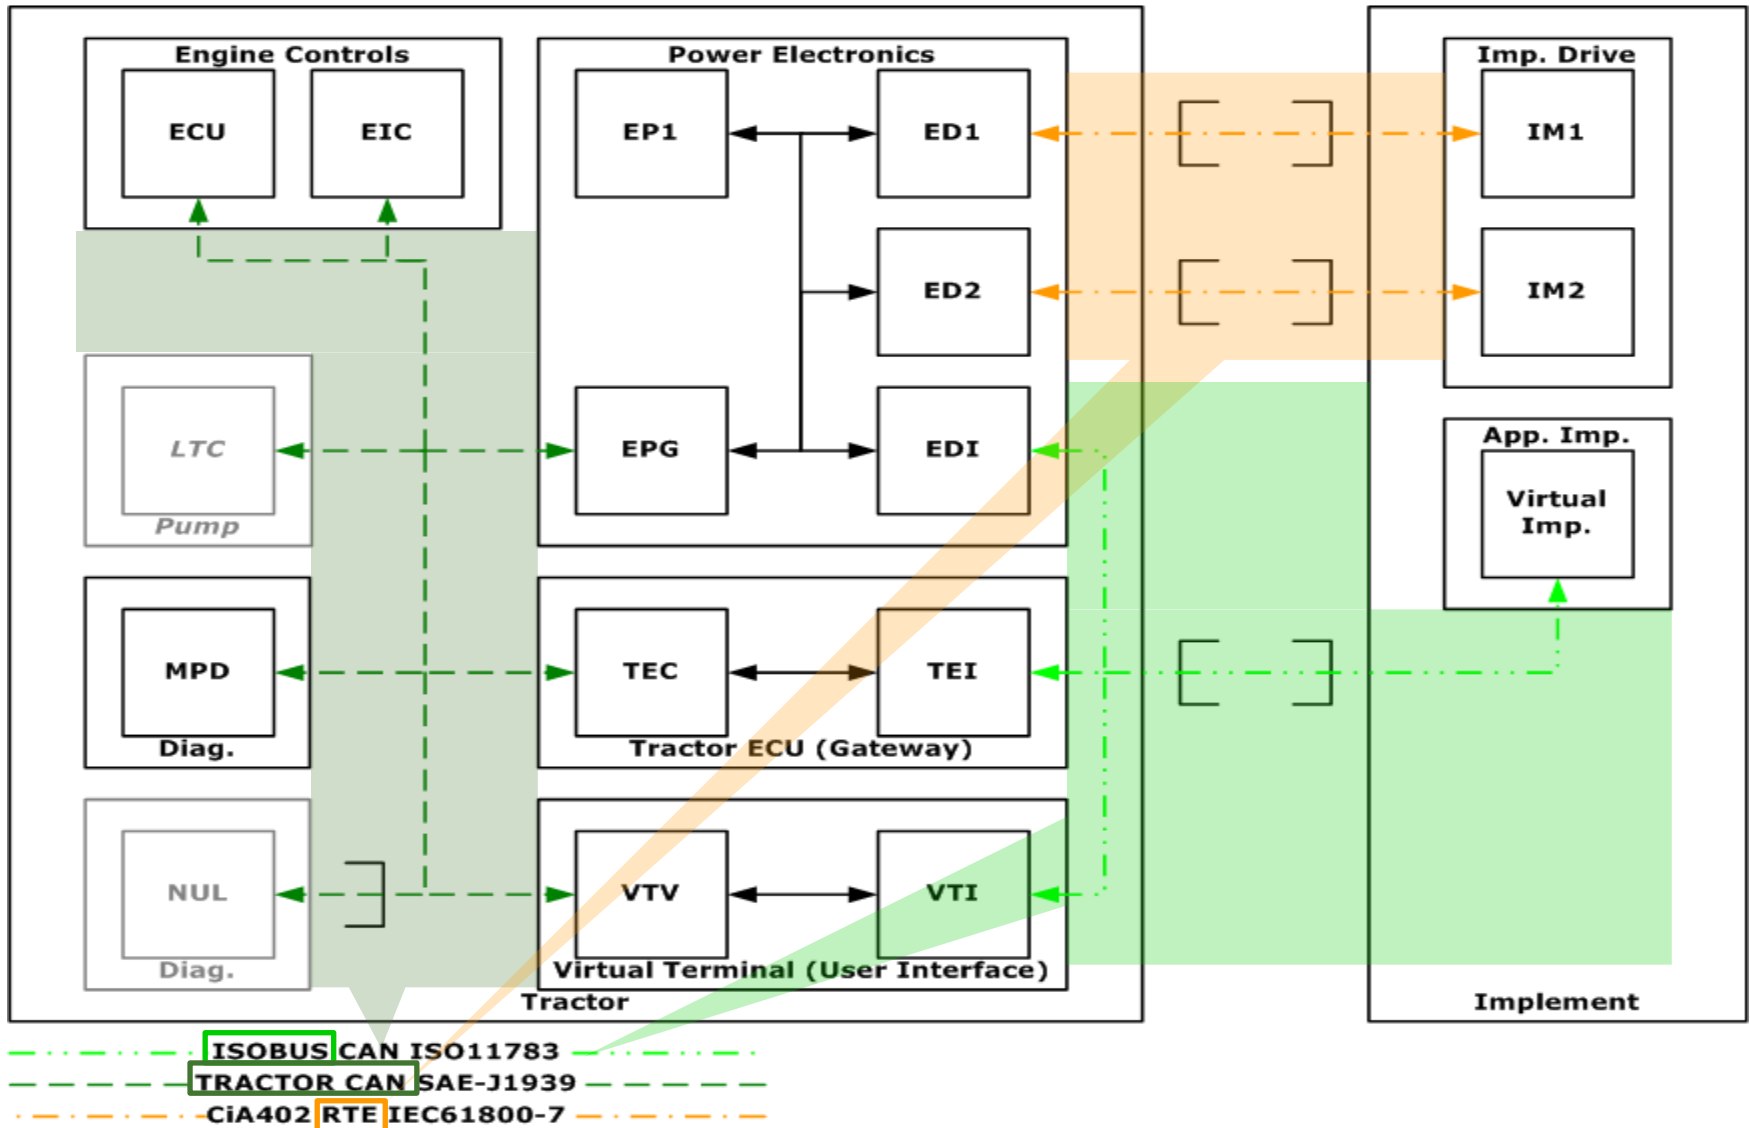 Engine Controls
ECU
EIC
Power Electronics
EP1
ED1
ED2
EPG
EDI
Imp. Drive
IM1
IM2
LTC
Pump
App. Imp.
Virtual
Imp.
MPD
Diag.
TEC
TEI
Tractor ECU (Gateway)
NUL
Diag.
VTV
VTI
Virtual Terminal (User Interface)
Tractor
Implement
ISOBUS CAN ISO11783
TRACTOR CAN SAE-J1939
CiA402 RTE IEC61800-7